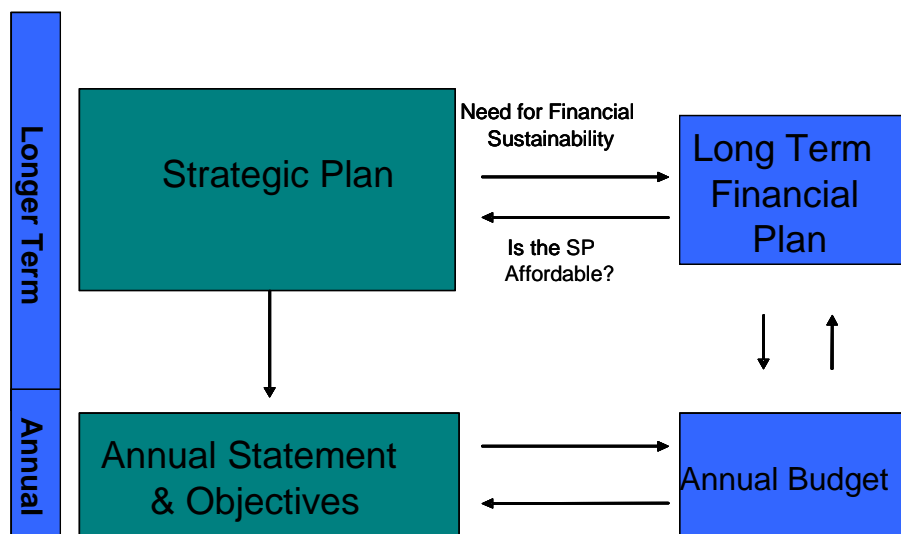 Longer Term
Strategic Plan
Need for Financial
Sustainability
Long Term
Financial
Plan
Is the SP
Affordable?
Annual
Annual Statement
& Objectives
Annual Budget